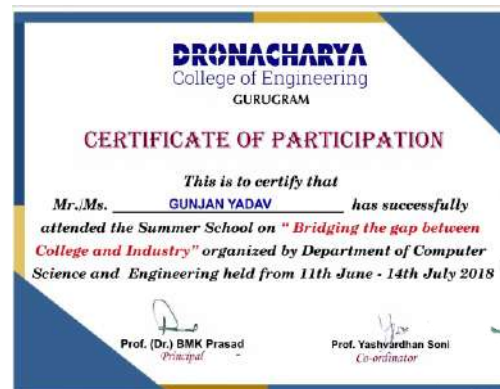 DRONACHARYA
College of Engineering
GURUGRAM
CERTIFICATE OF PARTICIPATION
This is to certify that
Mr./Ms. GUNJAN YADAV has successfully
attended the Summer School on “ Bridging the gap between
College and Industry” organized by Department of Computer
Science and Engineering held from 11th June - 14th July 2018
Prof. (Dr.) BMK Prasad
Principal
Prof. Yashvardhan Soni
Co-ordinator